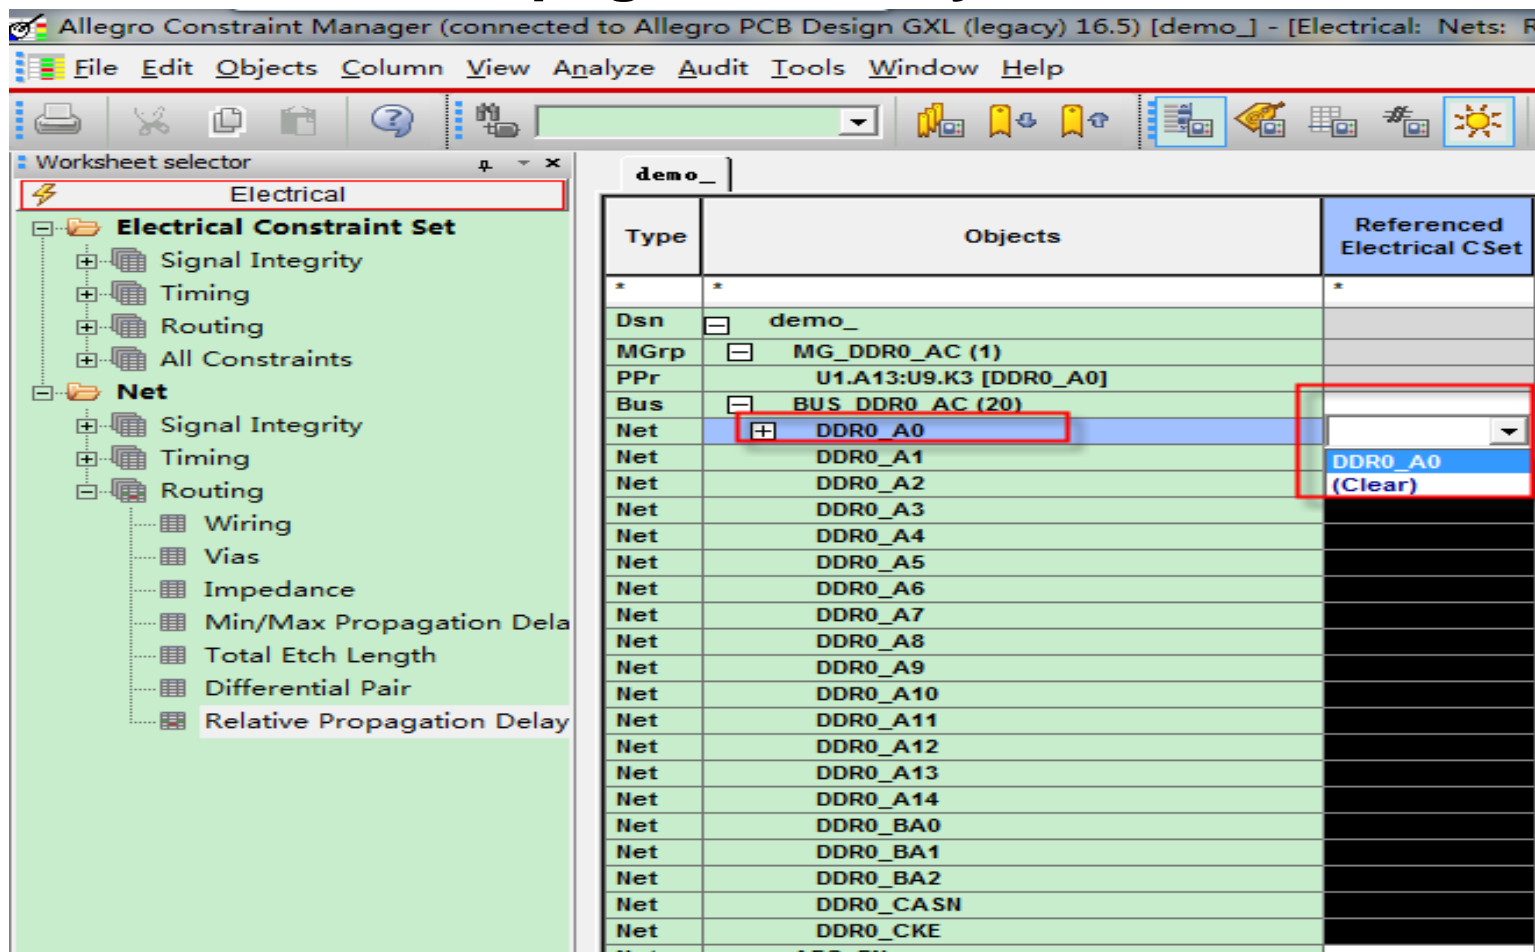 Allegro Constraint Manager (connected to Allegro PCB Design GXL (legacy) 16.5) [demo_] - [Electrical: Nets:
File Edit Objects Column View Analyze Audit Tools Window Help
Worksheet selector
Electrical
Electrical Constraint Set
Signal Integrity
Timing
Routing
All Constraints
Net
Signal Integrity
Timing
Routing
Wiring
Vias
Impedance
Min/Max Propagation Dela
Total Etch Length
Differential Pair
Relative Propagation Delay
demo_
Type Objects Referenced Electrical CSet
* * *
Dsn demo_
MGrp MG_DDR0_AC (1)
PPr U1.A13:U9.K3 [DDR0_A0]
Bus BUS_DDR0_AC (20)
Net DDR0_A0
Net DDR0_A1 DDR0_A0
Net DDR0_A2 (Clear)
Net DDR0_A3
Net DDR0_A4
Net DDR0_A5
Net DDR0_A6
Net DDR0_A7
Net DDR0_A8
Net DDR0_A9
Net DDR0_A10
Net DDR0_A11
Net DDR0_A12
Net DDR0_A13
Net DDR0_A14
Net DDR0_BA0
Net DDR0_BA1
Net DDR0_BA2
Net DDR0_CASN
Net DDR0_CKE